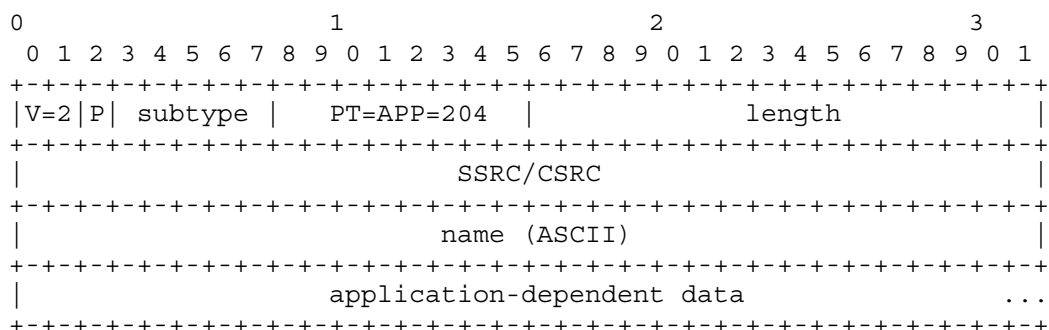 0                   1                   2                   3
 0 1 2 3 4 5 6 7 8 9 0 1 2 3 4 5 6 7 8 9 0 1 2 3 4 5 6 7 8 9 0 1
+-+-+-+-+-+-+-+-+-+-+-+-+-+-+-+-+-+-+-+-+-+-+-+-+-+-+-+-+-+-+-+-+
|V=2|P| subtype |   PT=APP=204  |             length            |
+-+-+-+-+-+-+-+-+-+-+-+-+-+-+-+-+-+-+-+-+-+-+-+-+-+-+-+-+-+-+-+-+
|                           SSRC/CSRC                           |
+-+-+-+-+-+-+-+-+-+-+-+-+-+-+-+-+-+-+-+-+-+-+-+-+-+-+-+-+-+-+-+-+
|                          name (ASCII)                         |
+-+-+-+-+-+-+-+-+-+-+-+-+-+-+-+-+-+-+-+-+-+-+-+-+-+-+-+-+-+-+-+-+
|                   application-dependent data                ...
+-+-+-+-+-+-+-+-+-+-+-+-+-+-+-+-+-+-+-+-+-+-+-+-+-+-+-+-+-+-+-+-+